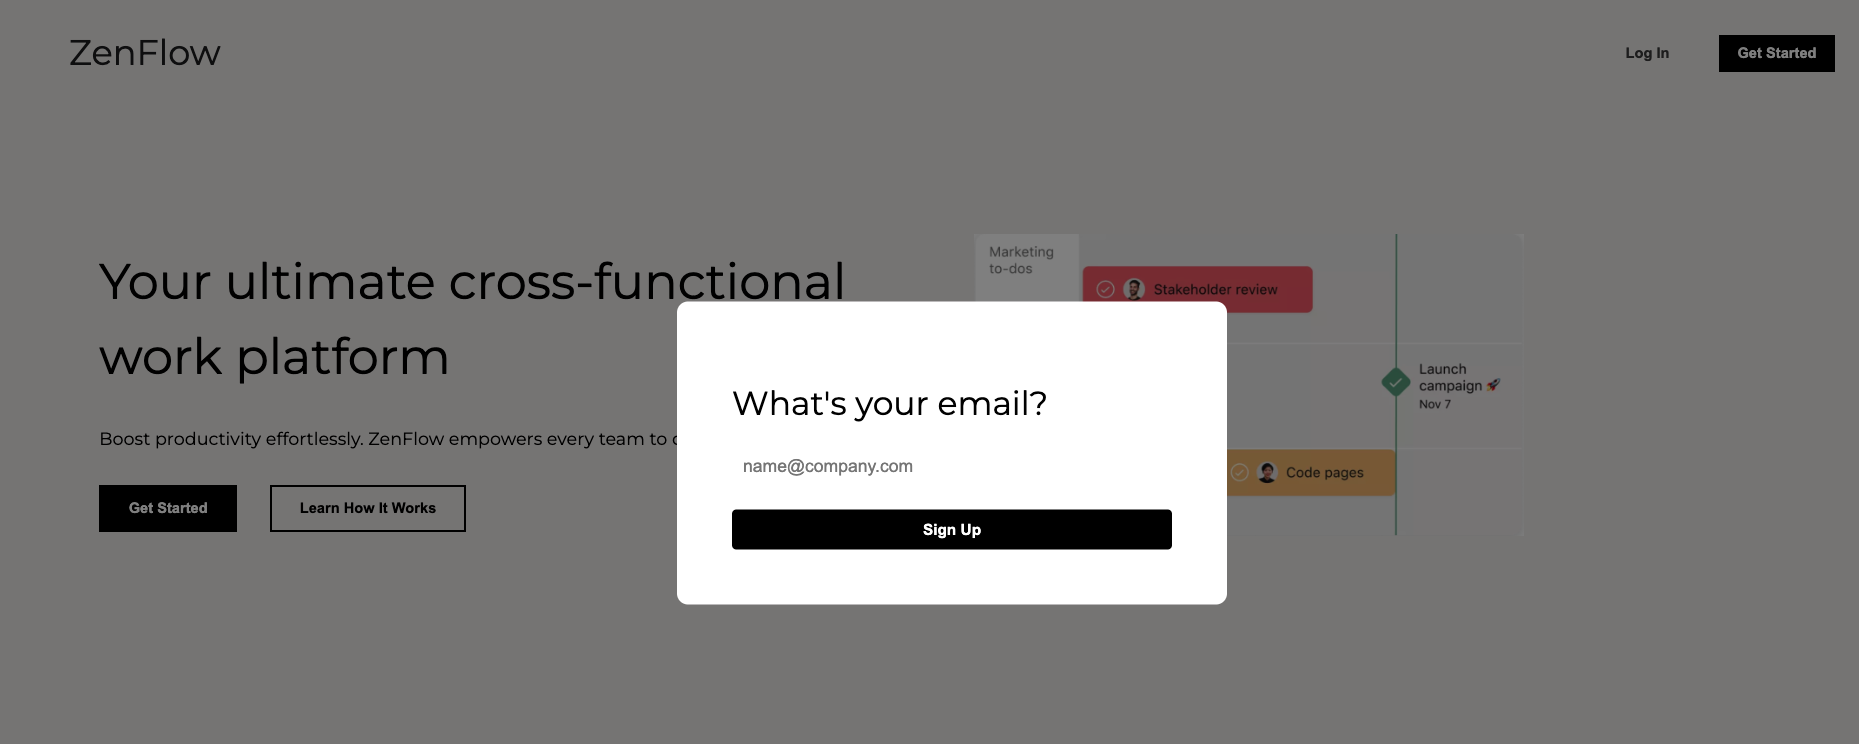 ZenFlow
Log In
Get Started
Your ultimate cross-functional
work platform
Boost productivity effortlessly. ZenFlow empowers every team to
Get Started
Learn How It Works
Marketing
to-dos
Stakeholder review
Launch
campaign 🚀
Nov 7
Code pages
What's your email?
name@company.com
Sign Up